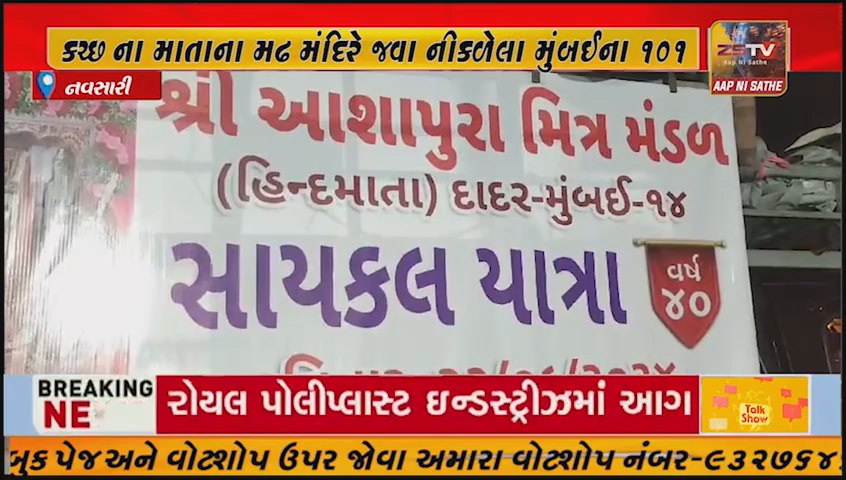 કચ્છ ના માતાના મઢ મંદિરે જવા નીકળેલા મુંબઈના ૧૦૧
ZSTV
Aap Ni Sathe
AAP NI SATHE
નવસારી
શ્રી આશાપુરા મિત્ર મંડળ
(હિન્દમાતા) દાદર-મુંબઈ-૧૪
સાયકલ યાત્રા
વર્ષ
૪૦
BREAKING
NE
રોયલ પોલીપ્લાસ્ટ ઇન્ડસ્ટ્રીઝમાં આગ
Talk
Show
બુક પેજ અને વોટશોપ ઉપર જોવા અમારા વોટશોપ નંબર-૯૩૨૭૬૪